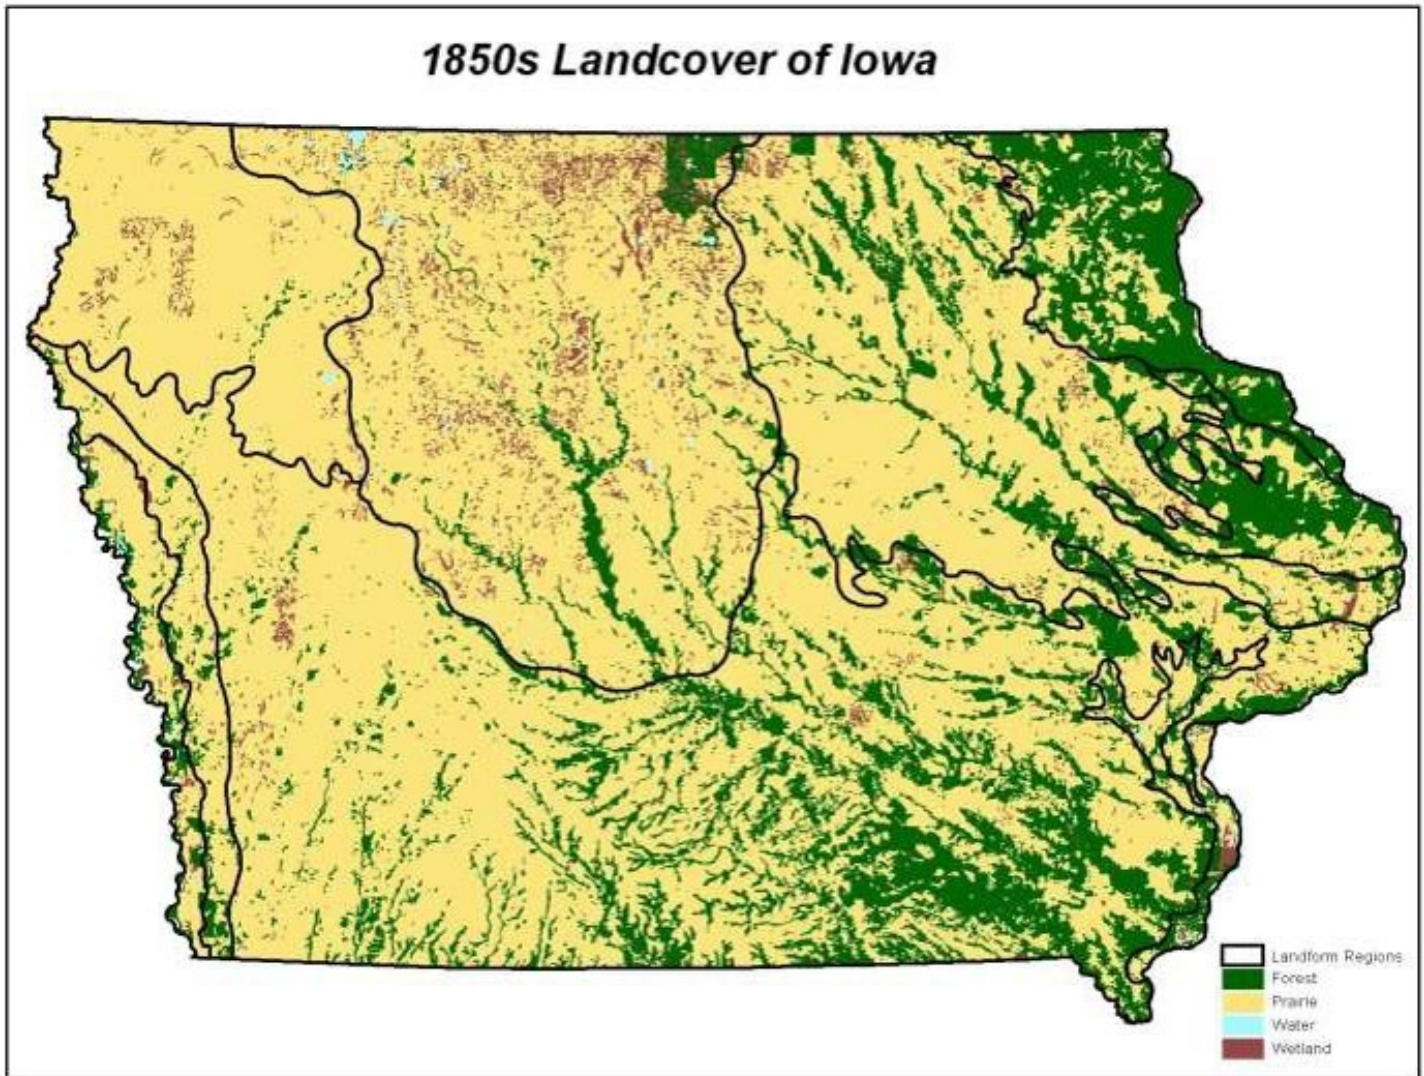 1850s Landcover of Iowa
Landform Regions
Forest
Prairie
Water
Wetland